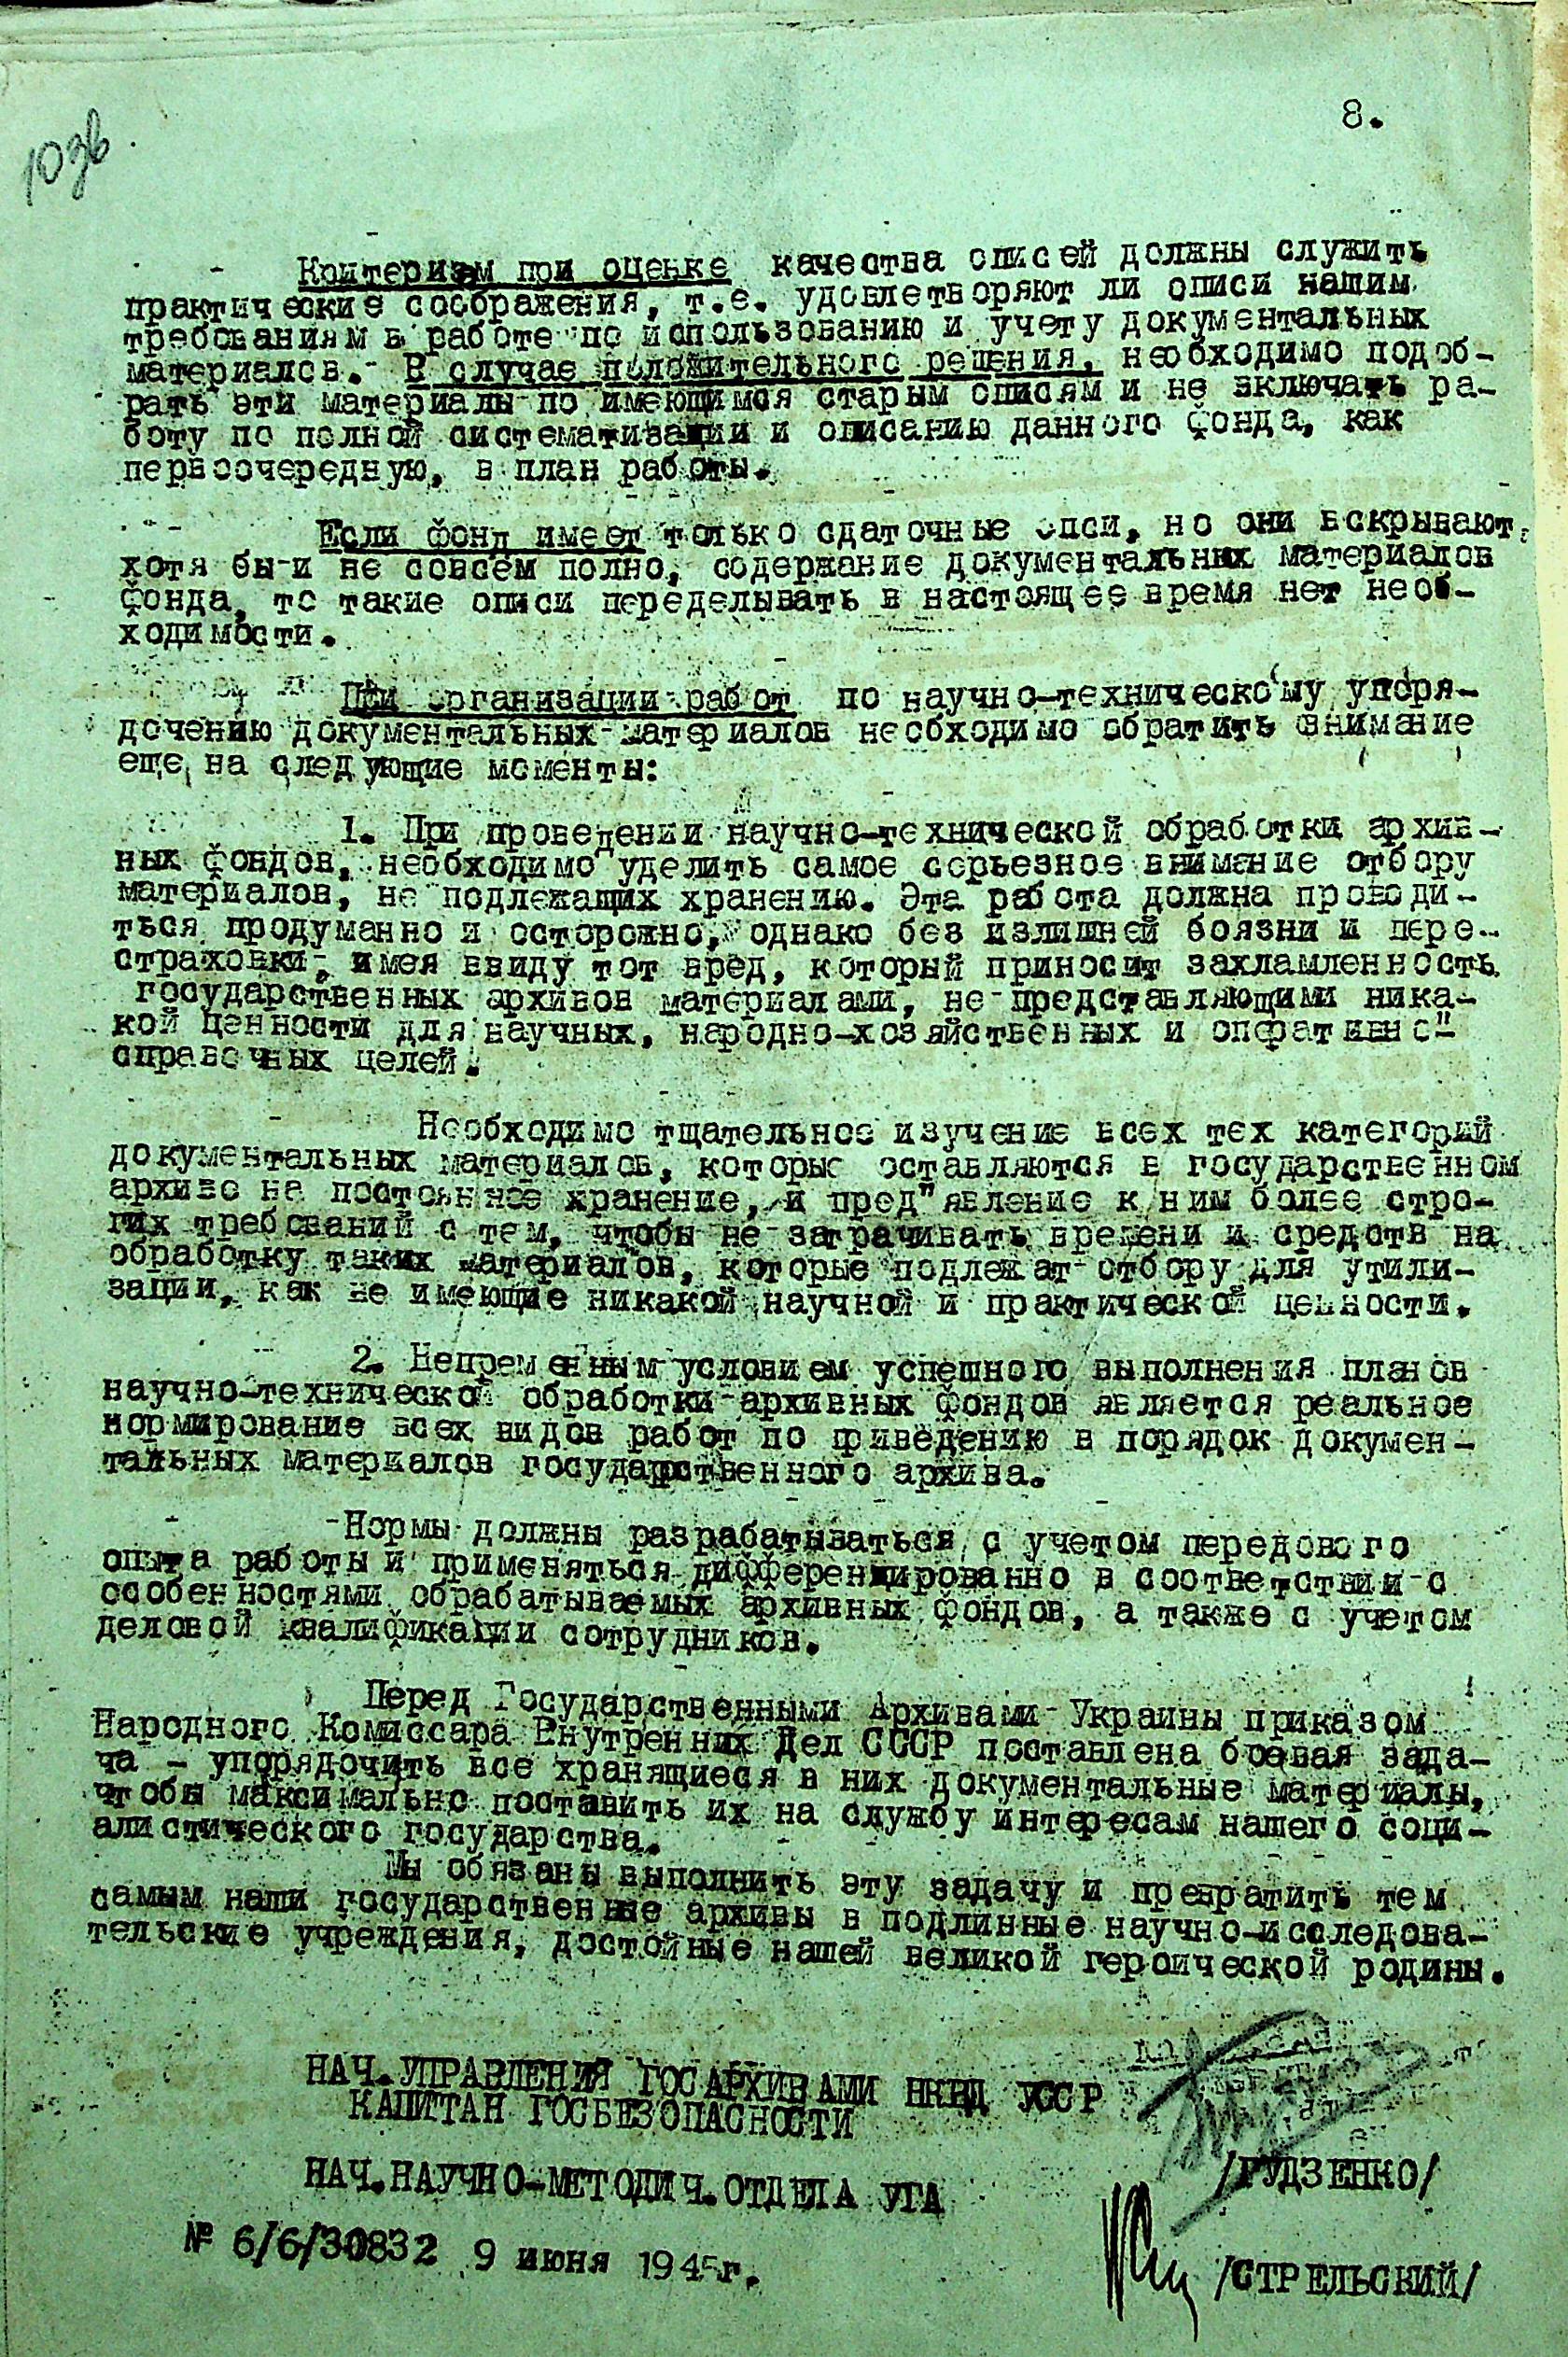 8.
103в
Критерием при оценке качества описей должны служить
практические соображения, т.е. удовлетворяют ли описи нашим
требованиям в работе по использованию и учету документальных
материалов. В случае положительного решения, необходимо подоб-
рать эти материалы по имеющимся старым описям и не включать ра-
боту по полной систематизации и описанию данного фонда, как
первоочередную, в план работы.
Если фонд имеет только сдаточные описи, но они вскрывают,
хотя бы и не совсем полно, содержание документальных материалов
фонда, то такие описи переделывать в настоящее время нет необ-
ходимости.
При организации работ по научно-техническому упоря-
дочению документальных материалов необходимо обратить внимание
еще на следующие моменты:
1. При проведении научно-технической обработки архив-
ных фондов, необходимо уделить самое серьезное внимание отбору
материалов, не подлежащих хранению. Эта работа должна проводи-
ться продуманно и осторожно, однако без излишней боязни и пере-
страховки, имея ввиду тот вред, который приносит захламленность
государственных архивов материалами, не представляющими ника-
кой ценности для научных, народно-хозяйственных и оперативно-
справочных целей.
Необходимо тщательное изучение всех тех категорий
документальных материалов, которые оставляются в государственном
архиве на постоянное хранение, и пред"явление к ним более стро-
гих требований с тем, чтобы не затрачивать времени и средств на
обработку таких материалов, которые подлежат отбору для утили-
зации, как не имеющие никакой научной и практической ценности.
2. Непременным условием успешного выполнения планов
научно-технической обработки архивных фондов является реальное
нормирование всех видов работ по приведению в порядок докумен-
тальных материалов государственного архива.
Нормы должны разрабатываться с учетом передового
опыта работы и применяться дифференцированно в соответствии с
особенностями обрабатываемых архивных фондов, а также с учетом
деловой квалификации сотрудников.
Перед Государственными Архивами Украины приказом
Народного Комиссара Внутренних Дел СССР поставлена боевая зада-
ча - упорядочить все хранящиеся в них документальные материалы,
чтобы максимально поставить их на службу интересам нашего соци-
алистического государства.
Мы обязаны выполнить эту задачу и превратить тем
самым наши государственные архивы в подлинные научно-исследова-
тельские учреждения, достойные нашей великой героической родины.
НАЧ.УПРАВЛЕНИЯ ГОСАРХИВАМИ НКВД УССР
КАПИТАН ГОСБЕЗОПАСНОСТИ
/ГУДЗЕНКО/
НАЧ.НАУЧНО-МЕТОДИЧ.ОТДЕЛА УГА
/СТРЕЛЬСКИЙ/
№ 6/6/30832 9 июня 1945г.